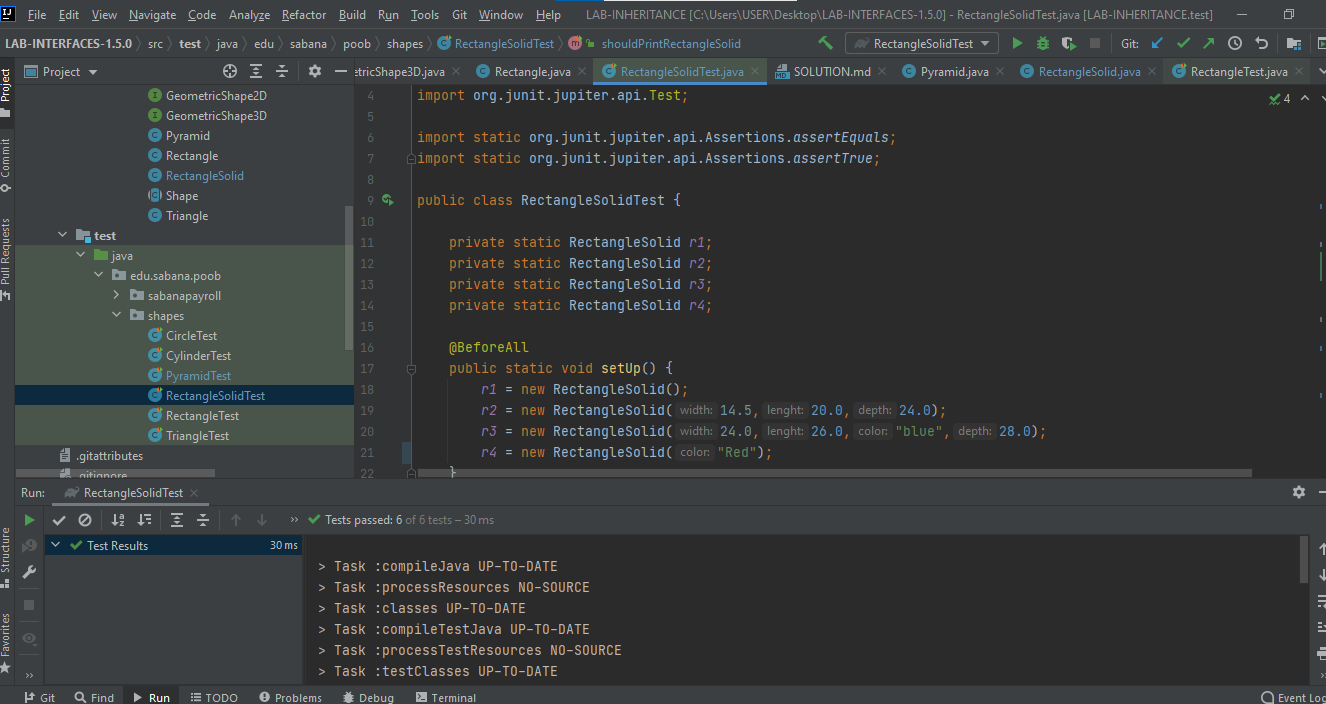 File Edit View Navigate Code Analyze Refactor Build Run Tools Git Window Help LAB-INHERITANCE [C:\Users\USER\Desktop\LAB-INTERFACES-1.5.0] - RectangleSolidTest.java [LAB-INHERITANCE.test]
LAB-INTERFACES-1.5.0 src test java edu sabana poob shapes RectangleSolidTest shouldPrintRectangleSolid RectangleSolidTest Git:
Project etricShape3D.java Rectangle.java RectangleSolidTest.java SOLUTION.md Pyramid.java RectangleSolid.java RectangleTest.java
Project
Commit
Pull Requests
GeometricShape2D
GeometricShape3D
Pyramid
Rectangle
RectangleSolid
Shape
Triangle
test
java
edu.sabana.poob
sabanapayroll
shapes
CircleTest
CylinderTest
PyramidTest
RectangleSolidTest
RectangleTest
TriangleTest
.gitattributes
.gitignore
4 import org.junit.jupiter.api.Test; 4
5
6 import static org.junit.jupiter.api.Assertions.assertEquals;
7 import static org.junit.jupiter.api.Assertions.assertTrue;
8
9 public class RectangleSolidTest {
10
11 private static RectangleSolid r1;
12 private static RectangleSolid r2;
13 private static RectangleSolid r3;
14 private static RectangleSolid r4;
15
16 @BeforeAll
17 public static void setUp() {
18 r1 = new RectangleSolid();
19 r2 = new RectangleSolid( width: 14.5, lenght: 20.0, depth: 24.0);
20 r3 = new RectangleSolid( width: 24.0, lenght: 26.0, color: "blue", depth: 28.0);
21 r4 = new RectangleSolid( color: "Red");
22 }
Run: RectangleSolidTest
» Tests passed: 6 of 6 tests – 30 ms
Test Results 30 ms
> Task :compileJava UP-TO-DATE
> Task :processResources NO-SOURCE
> Task :classes UP-TO-DATE
> Task :compileTestJava UP-TO-DATE
> Task :processTestResources NO-SOURCE
> Task :testClasses UP-TO-DATE
Structure
Favorites
Git Find Run TODO Problems Debug Terminal Event Log